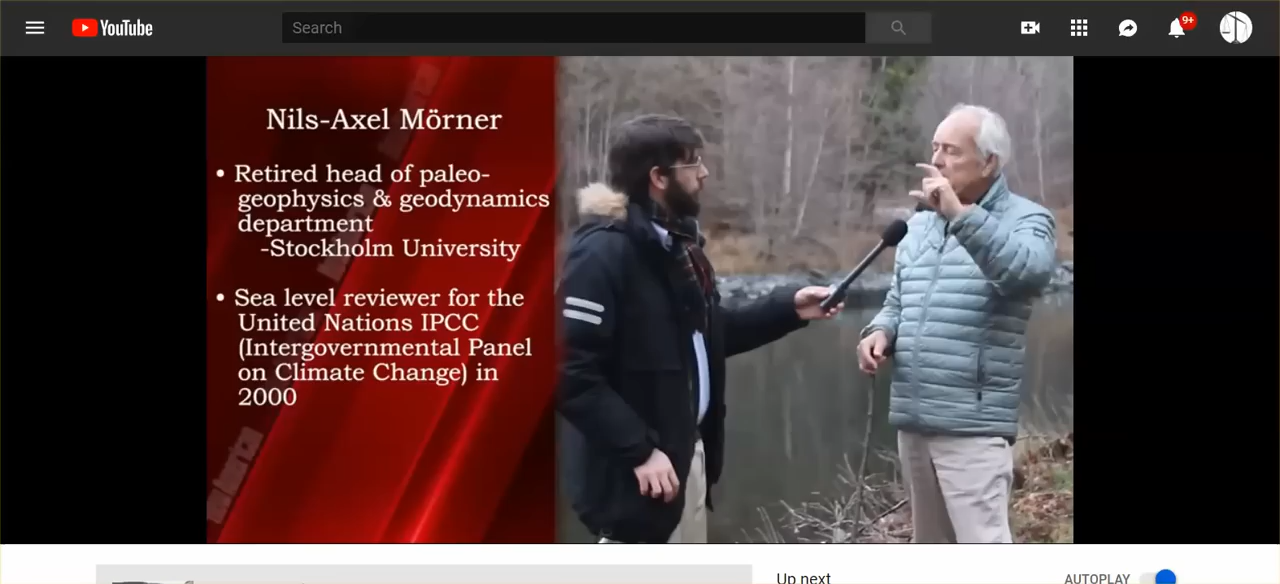 YouTube
Search
9+
Nils-Axel Mörner
• Retired head of paleo-
geophysics & geodynamics
department
-Stockholm University
• Sea level reviewer for the
United Nations IPCC
(Intergovernmental Panel
on Climate Change) in
2000
Up next
AUTOPLAY